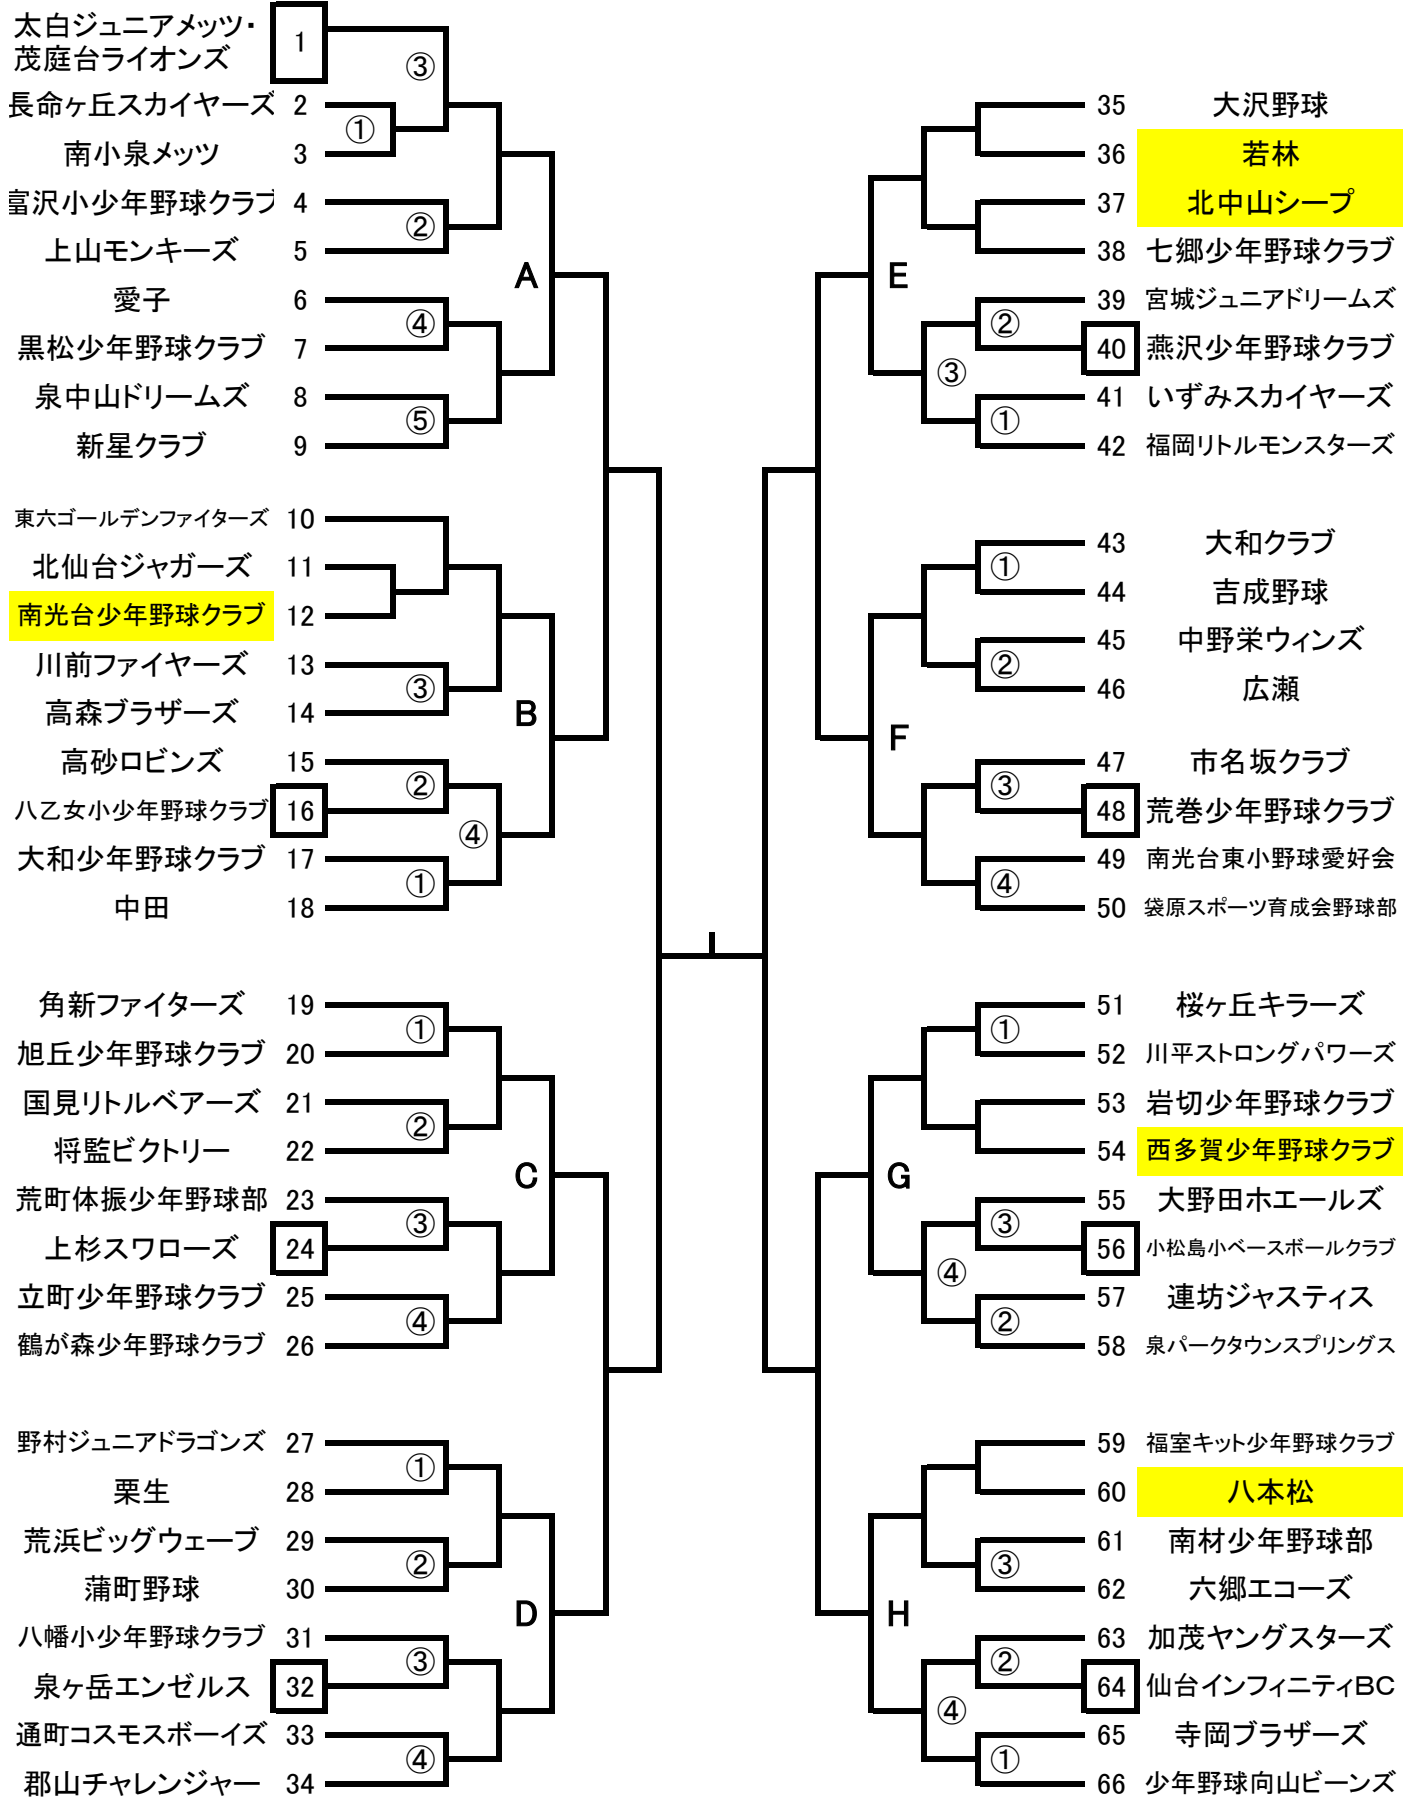 太白ジュニアメッツ・
茂庭台ライオンズ 1
③
長命ヶ丘スカイヤーズ 2
①
南小泉メッツ 3
富沢小少年野球クラブ 4
②
上山モンキーズ 5
A
愛子 6
④
黒松少年野球クラブ 7
泉中山ドリームズ 8
⑤
新星クラブ 9
東六ゴールデンファイターズ 10
北仙台ジャガーズ 11
南光台少年野球クラブ 12
川前ファイヤーズ 13
③
高森ブラザーズ 14
B
高砂ロビンズ 15
②
八乙女小少年野球クラブ 16
④
大和少年野球クラブ 17
①
中田 18
角新ファイターズ 19
①
旭丘少年野球クラブ 20
国見リトルベアーズ 21
②
将監ビクトリー 22
C
荒町体振少年野球部 23
③
上杉スワローズ 24
立町少年野球クラブ 25
④
鶴が森少年野球クラブ 26
野村ジュニアドラゴンズ 27
①
栗生 28
荒浜ビッグウェーブ 29
②
蒲町野球 30
D
八幡小少年野球クラブ 31
③
泉ヶ岳エンゼルス 32
通町コスモスボーイズ 33
④
郡山チャレンジャー 34
35 大沢野球
36 若林
37 北中山シープ
38 七郷少年野球クラブ
E
39 宮城ジュニアドリームズ
②
40 燕沢少年野球クラブ
③
41 いずみスカイヤーズ
①
42 福岡リトルモンスターズ
43 大和クラブ
①
44 吉成野球
45 中野栄ウィンズ
②
46 広瀬
F
47 市名坂クラブ
③
48 荒巻少年野球クラブ
49 南光台東小野球愛好会
④
50 袋原スポーツ育成会野球部
51 桜ヶ丘キラーズ
①
52 川平ストロングパワーズ
53 岩切少年野球クラブ
54 西多賀少年野球クラブ
G
55 大野田ホエールズ
③
56 小松島小ベースボールクラブ
④
57 連坊ジャスティス
②
58 泉パークタウンスプリングス
59 福室キット少年野球クラブ
60 八本松
61 南材少年野球部
③
62 六郷エコーズ
H
63 加茂ヤングスターズ
②
64 仙台インフィニティBC
④
65 寺岡ブラザーズ
①
66 少年野球向山ビーンズ